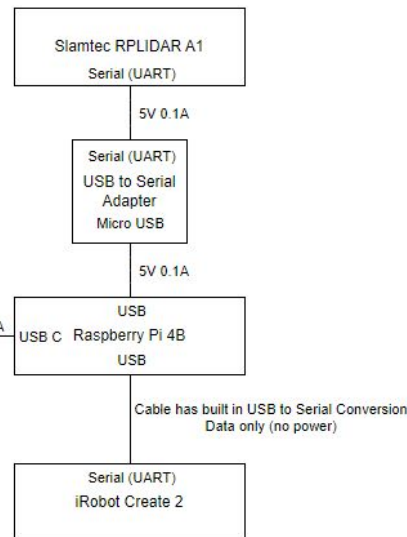 Slamtec RPLIDAR A1
Serial (UART)
5V 0.1A
Serial (UART)
USB to Serial
Adapter
Micro USB
5V 0.1A
USB
A
USB C Raspberry Pi 4B
USB
Cable has built in USB to Serial Conversion
Data only (no power)
Serial (UART)
iRobot Create 2